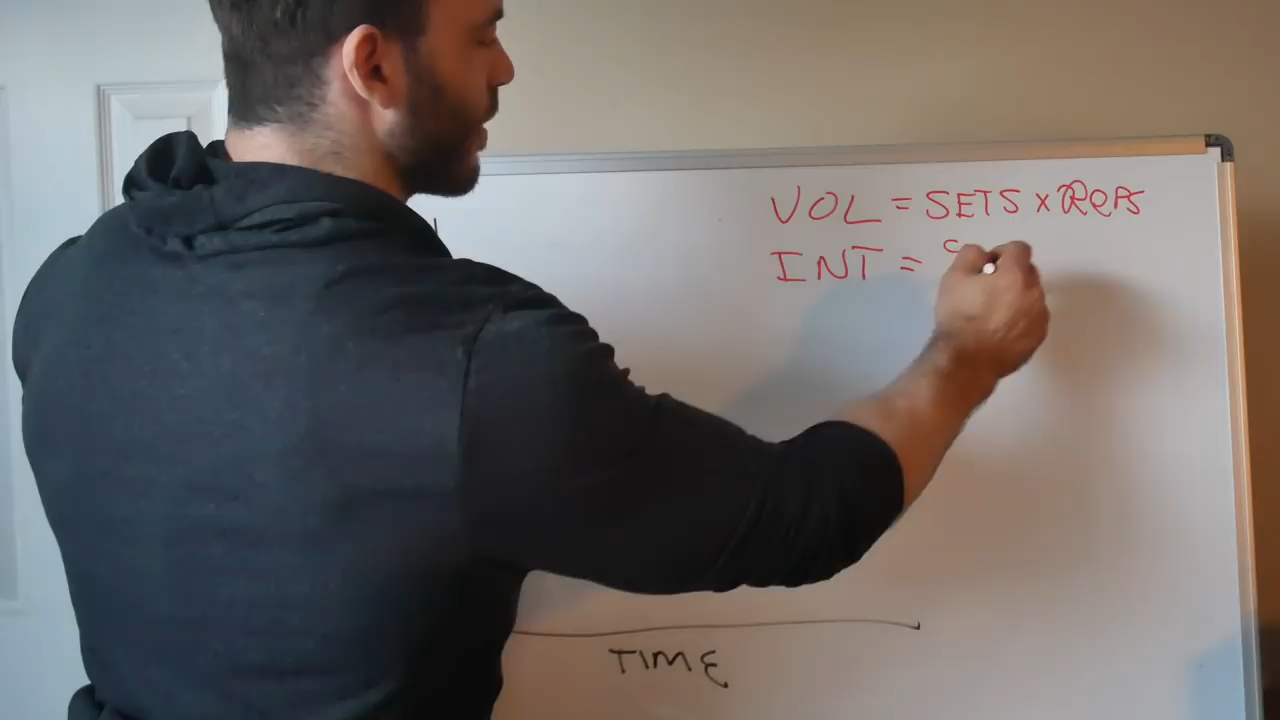 VOL = SETS x REPS
INT =
TIME